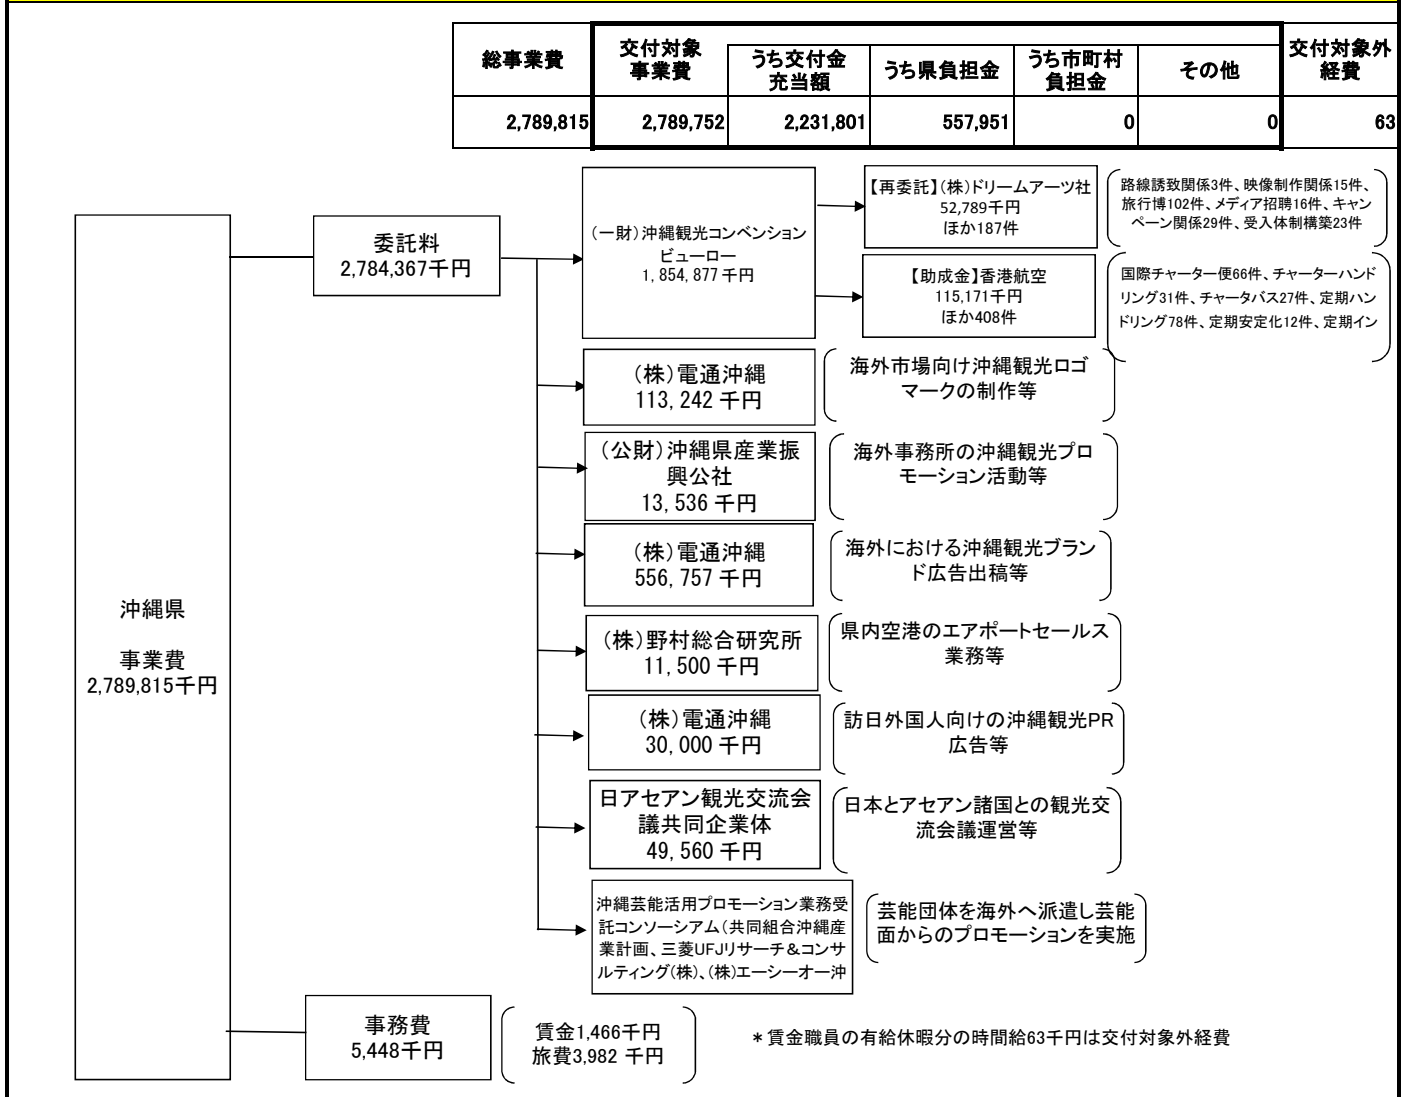 総事業費
交付対象
事業費
うち交付金
充当額
うち県負担金
うち市町村
負担金
その他
交付対象外
経費
2,789,815
2,789,752
2,231,801
557,951
0
0
63
沖縄県
事業費
2,789,815千円
委託料
2,784,367千円
(一財)沖縄観光コンベンション
ビューロー
1,854,877千円
【再委託】(株)ドリームアーツ社
52,789千円
ほか187件
路線誘致関係3件、映像制作関係15件、
旅行博102件、メディア招聘16件、キャン
ペーン関係29件、受入体制構築23件
【助成金】香港航空
115,171千円
ほか408件
国際チャーター便66件、チャーターハンド
リング31件、チャータバス27件、定期ハン
ドリング78件、定期安定化12件、定期イン
(株)電通沖縄
113,242千円
海外市場向け沖縄観光ロゴ
マークの制作等
(公財)沖縄県産業振
興公社
13,536千円
海外事務所の沖縄観光プロ
モーション活動等
(株)電通沖縄
556,757千円
海外における沖縄観光ブラン
ド広告出稿等
(株)野村総合研究所
11,500千円
県内空港のエアポートセールス
業務等
(株)電通沖縄
30,000千円
訪日外国人向けの沖縄観光PR
広告等
日アセアン観光交流会
議共同企業体
49,560千円
日本とアセアン諸国との観光交
流会議運営等
沖縄芸能活用プロモーション業務受
託コンソーシアム(共同組合沖縄産
業計画、三菱UFJリサーチ&コンサ
ルティング(株)、(株)エーシーオー沖
芸能団体を海外へ派遣し芸能
面からのプロモーションを実施
事務費
5,448千円
賃金1,466千円
旅費3,982 千円
*賃金職員の有給休暇分の時間給63千円は交付対象外経費